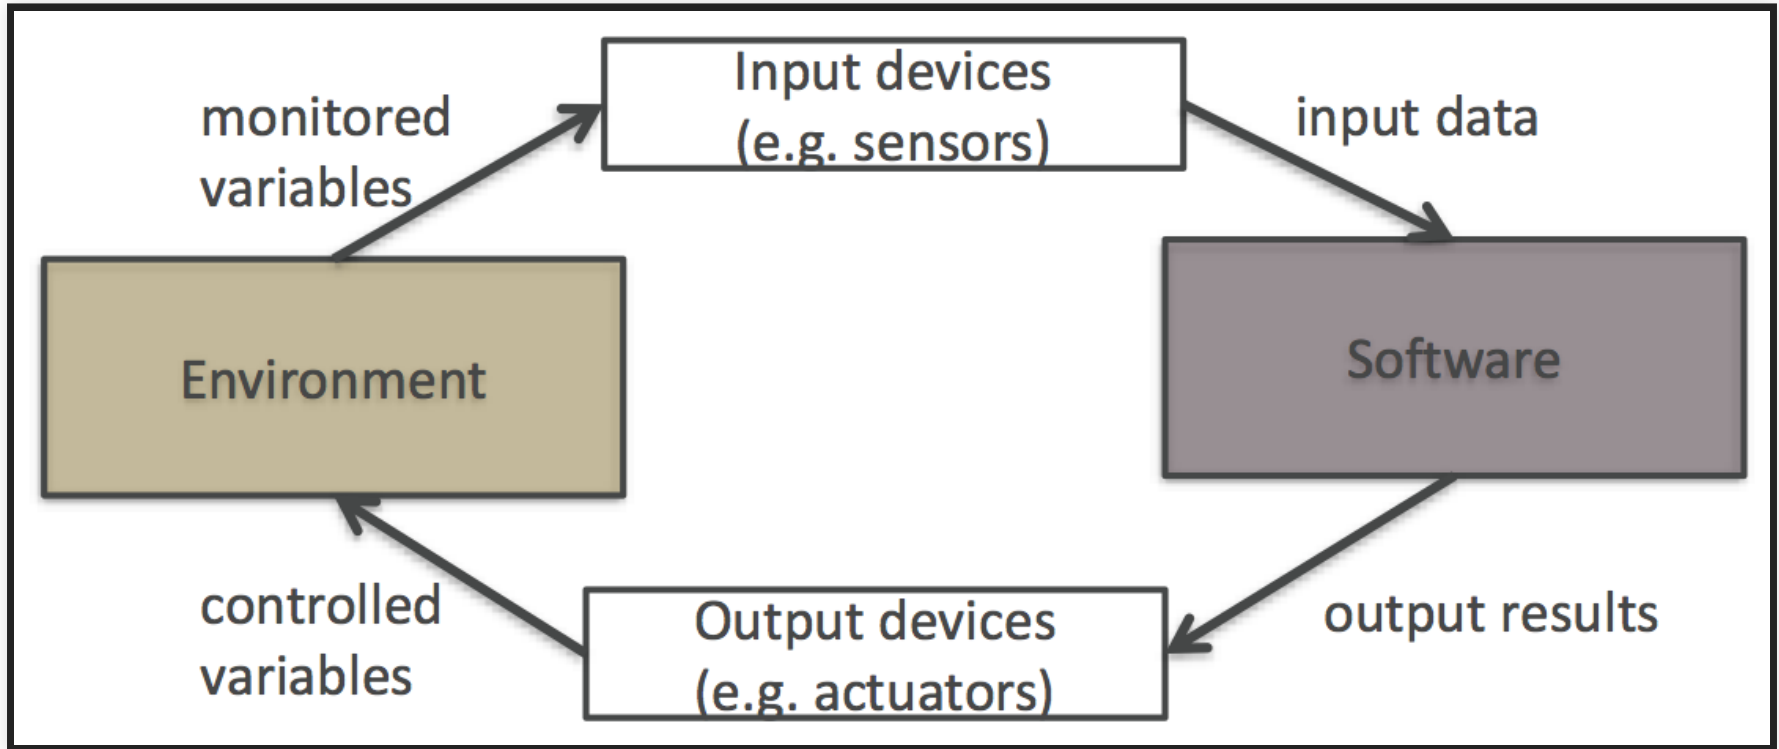 Input devices
(e.g. sensors)
monitored
variables
input data
Environment
Software
controlled
variables
output results
Output devices
(e.g. actuators)